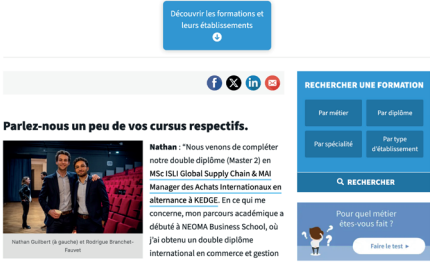 Découvrir les formations et
leurs établissements
RECHERCHER UNE FORMATION
Par métier
Par diplôme
Par spécialité
Par type
d'établissement
RECHERCHER
Parlez-nous un peu de vos cursus respectifs.
Nathan : "Nous venons de compléter
notre double diplôme (Master 2) en
MSc ISLI Global Supply Chain & MAI
Manager des Achats Internationaux en
alternance à KEDGE. En ce qui me
concerne, mon parcours académique a
débuté à NEOMA Business School, où
j'ai obtenu un double diplôme
international en commerce et gestion
Nathan Guilbert (à gauche) et Rodrigue Branchet-
Fauvet
Pour quel métier
êtes-vous fait ?
Faire le test